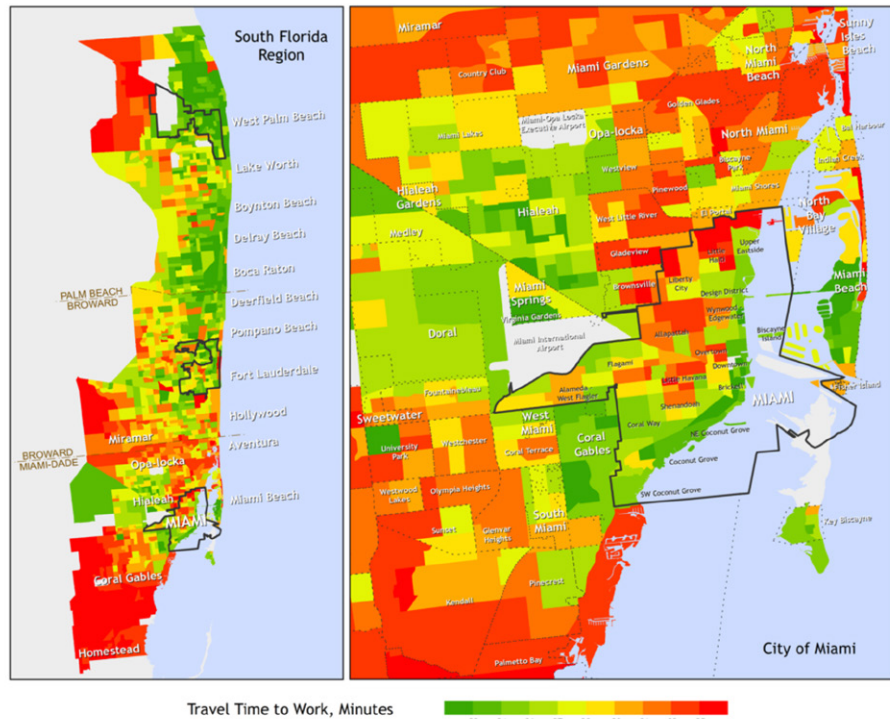 South Florida
Region
West Palm Beach
Lake Worth
Boynton Beach
Delray Beach
Boca Raton
PALM BEACH
BROWARD
Deerfield Beach
Pompano Beach
Fort Lauderdale
Hollywood
Miramar
Aventura
BROWARD
MIAMI-DADE
Opa-locka
Hialeah
Miami Beach
MIAMI
Coral Gables
Homestead
Miramar
Sunny
Isles
Beach
Country Club
Miami Gardens
North
Miami
Beach
Golden Glades
Miami-Opa Locka
Executive Airport
Miami Lakes
Opa-locka
North Miami
Bal Harbour
Biscayne
Park
Indian Creek
Westview
Hialeah
Gardens
Pinewood
Miami Shores
Hialeah
West Little River
El Portal
North
Bay
Village
Medley
Gladeview
Little
Haiti
Upper
Eastside
Miami
Springs
Brownsville
Liberty
City
Miami
Beach
Design District
Virginia Gardens
Wynwood
Edgewater
Doral
Miami International
Airport
Allapattah
Biscayne
Island
Overtown
Flagami
Downtown
Fountainebleau
Alameda
West Flagler
Little Havana
Brickell
Fisher Island
MIAMI
Sweetwater
West
Miami
Shenandoah
University
Park
Westchester
Coral
Gables
Coral Way
NE Coconut Grove
Coral Terrace
Coconut Grove
Westwood
Lakes
Olympia Heights
SW Coconut Grove
South
Miami
Key Biscayne
Sunset
Glenvar
Heights
Pinecrest
Kendall
Palmetto Bay
City of Miami
Travel Time to Work, Minutes